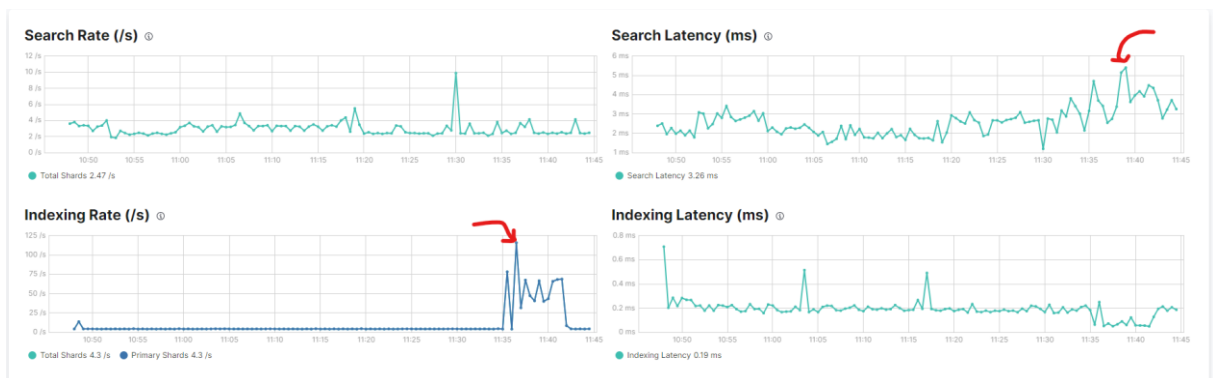 Search Rate (/s)
12 /s
10 /s
8 /s
6 /s
4 /s
2 /s
0 /s
10:50 10:55 11:00 11:05 11:10 11:15 11:20 11:25 11:30 11:35 11:40 11:45
Total Shards 2.47 /s
Search Latency (ms)
6 ms
5 ms
4 ms
3 ms
2 ms
1 ms
10:50 10:55 11:00 11:05 11:10 11:15 11:20 11:25 11:30 11:35 11:40 11:45
Search Latency 3.26 ms
Indexing Rate (/s)
125 /s
100 /s
75 /s
50 /s
25 /s
0 /s
10:50 10:55 11:00 11:05 11:10 11:15 11:20 11:25 11:30 11:35 11:40 11:45
Total Shards 4.3 /s Primary Shards 4.3 /s
Indexing Latency (ms)
0.8 ms
0.6 ms
0.4 ms
0.2 ms
0 ms
10:50 10:55 11:00 11:05 11:10 11:15 11:20 11:25 11:30 11:35 11:40 11:45
Indexing Latency 0.19 ms